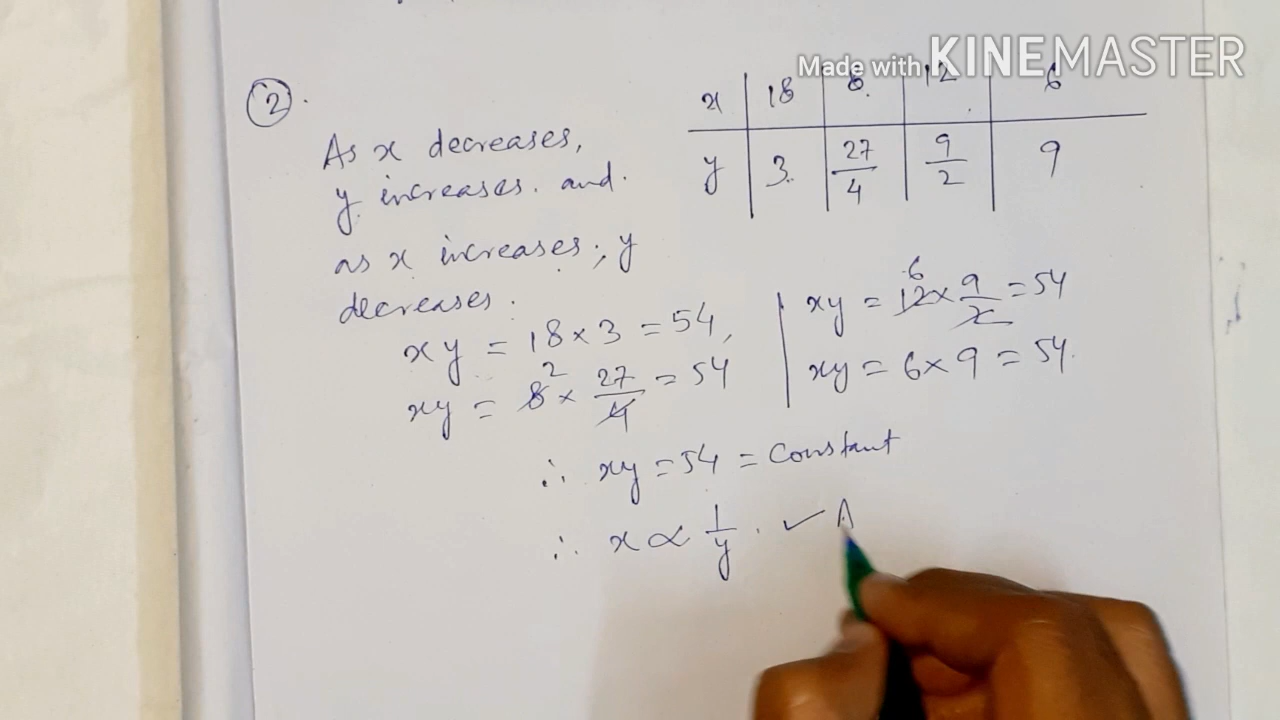 Made with KINEMASTER
(2).
x | 18 | 8. | 12 | 6
y | 3. | 27/4 | 9/2 | 9
As x decreases,
y increases. and.
as x increases; y
decreases.
xy = 18 × 3 = 54,
xy = 8 2 × 27/4 = 54
xy = 12 6 × 9/2 = 54
xy = 6 × 9 = 54.
∴ xy = 54 = Constant
∴ x ∝ 1/y. ✓ A